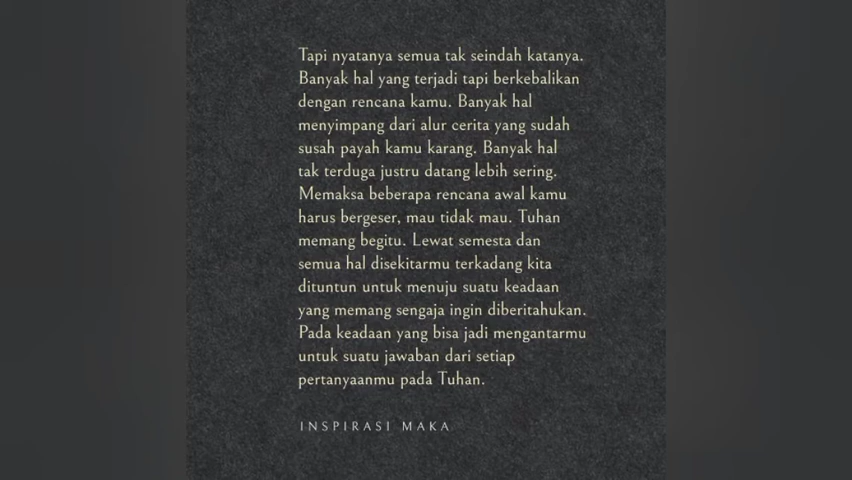 Tapi nyatanya semua tak seindah katanya.
Banyak hal yang terjadi tapi berkebalikan
dengan rencana kamu. Banyak hal
menyimpang dari alur cerita yang sudah
susah payah kamu karang. Banyak hal
tak terduga justru datang lebih sering.
Memaksa beberapa rencana awal kamu
harus bergeser, mau tidak mau. Tuhan
memang begitu. Lewat semesta dan
semua hal disekitarmu terkadang kita
dituntun untuk menuju suatu keadaan
yang memang sengaja ingin diberitahukan.
Pada keadaan yang bisa jadi mengantarmu
untuk suatu jawaban dari setiap
pertanyaanmu pada Tuhan.
INSPIRASI MAKA